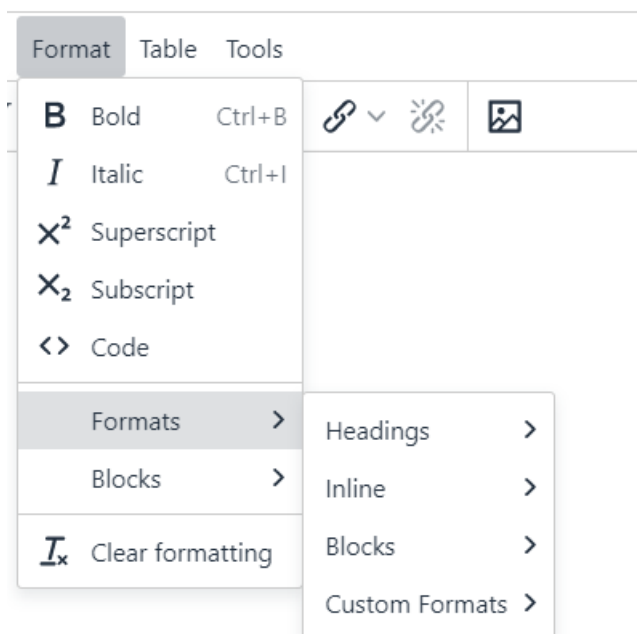 Format Table Tools
Bold Ctrl+B
Italic Ctrl+I
Superscript
Subscript
Code
Formats
Blocks
Clear formatting
Headings
Inline
Blocks
Custom Formats